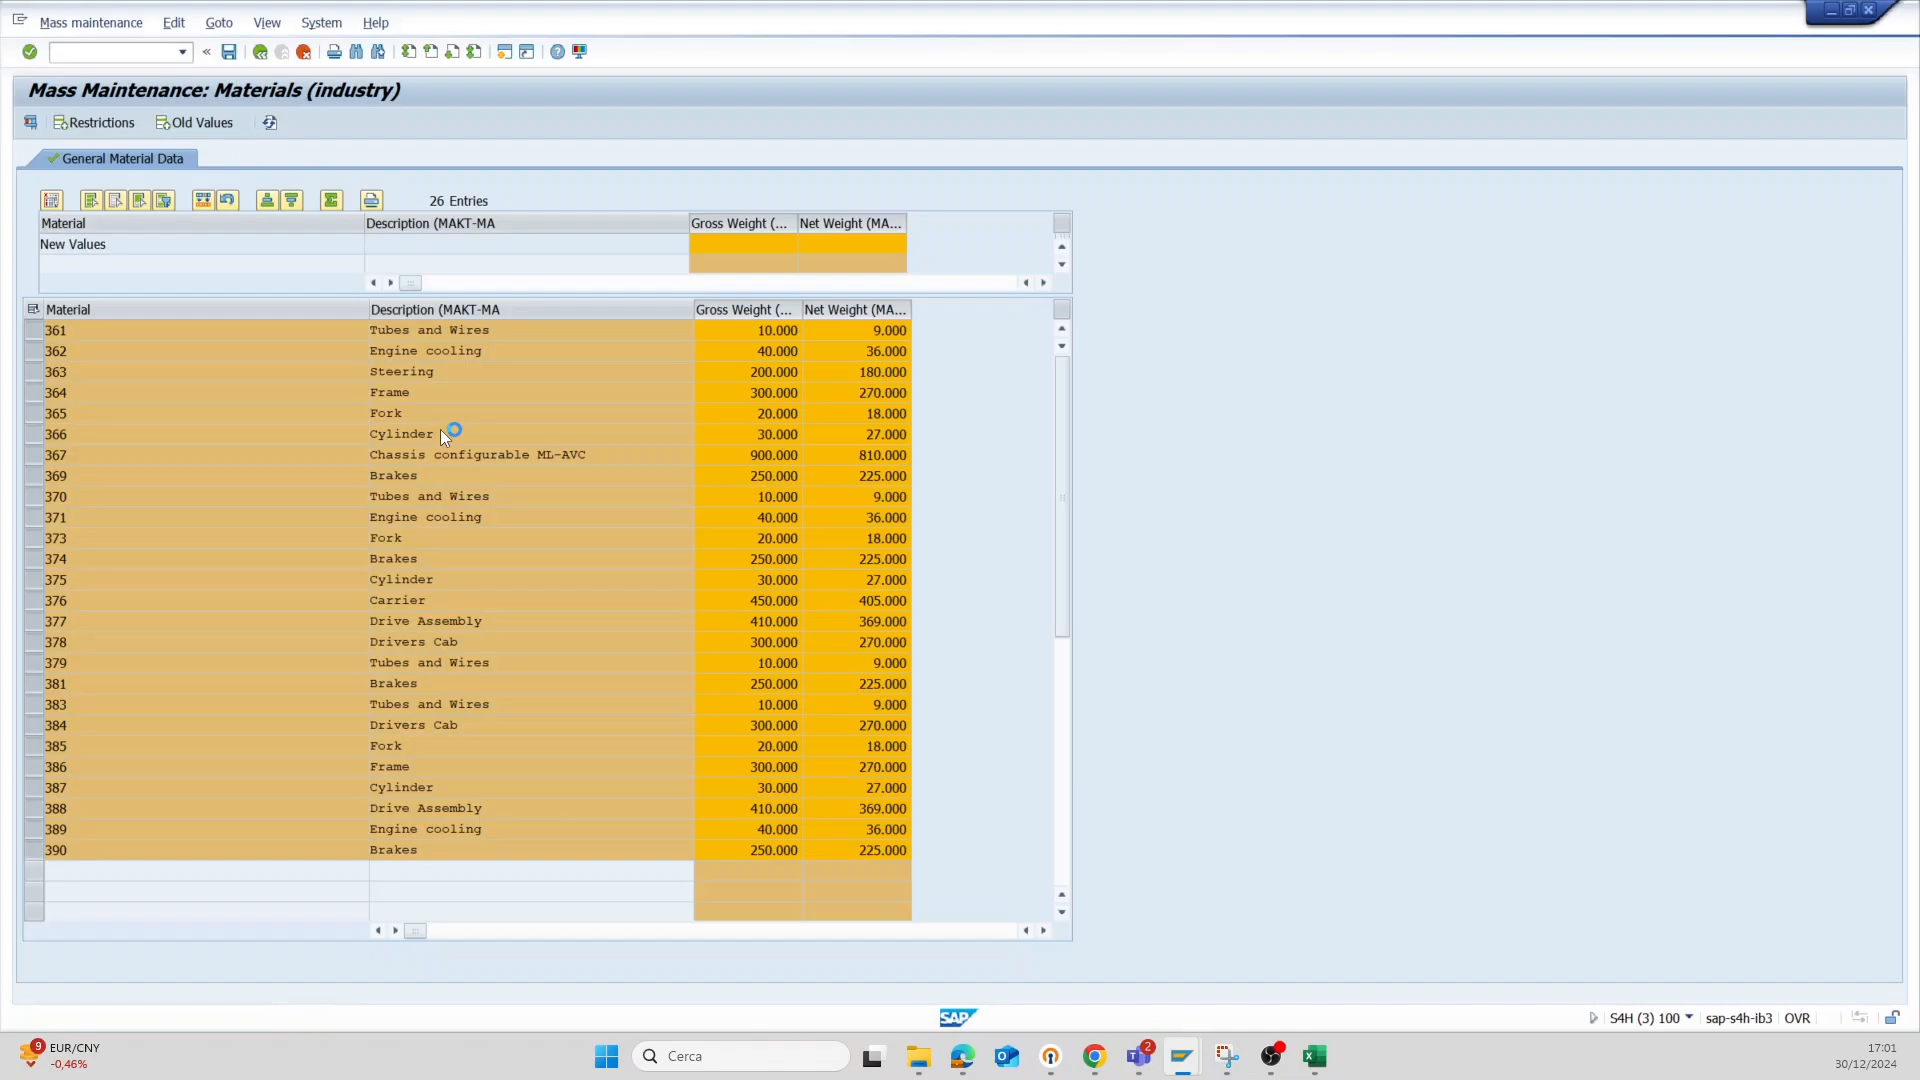 Mass maintenance Edit Goto View System Help
Mass Maintenance: Materials (industry)
Restrictions Old Values
General Material Data
26 Entries
Material Description (MAKT-MA Gross Weight (... Net Weight (MA...
New Values
Material Description (MAKT-MA Gross Weight (... Net Weight (MA...
361 Tubes and Wires 10.000 9.000
362 Engine cooling 40.000 36.000
363 Steering 200.000 180.000
364 Frame 300.000 270.000
365 Fork 20.000 18.000
366 Cylinder 30.000 27.000
367 Chassis configurable ML-AVC 900.000 810.000
369 Brakes 250.000 225.000
370 Tubes and Wires 10.000 9.000
371 Engine cooling 40.000 36.000
373 Fork 20.000 18.000
374 Brakes 250.000 225.000
375 Cylinder 30.000 27.000
376 Carrier 450.000 405.000
377 Drive Assembly 410.000 369.000
378 Drivers Cab 300.000 270.000
379 Tubes and Wires 10.000 9.000
381 Brakes 250.000 225.000
383 Tubes and Wires 10.000 9.000
384 Drivers Cab 300.000 270.000
385 Fork 20.000 18.000
386 Frame 300.000 270.000
387 Cylinder 30.000 27.000
388 Drive Assembly 410.000 369.000
389 Engine cooling 40.000 36.000
390 Brakes 250.000 225.000
SAP S4H (3) 100 sap-s4h-ib3 OVR
9 EUR/CNY
-0,46%
Cerca
2
17:01
30/12/2024